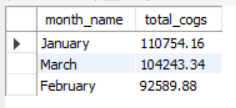 month_name total_cogs
January 110754.16
March 104243.34
February 92589.88